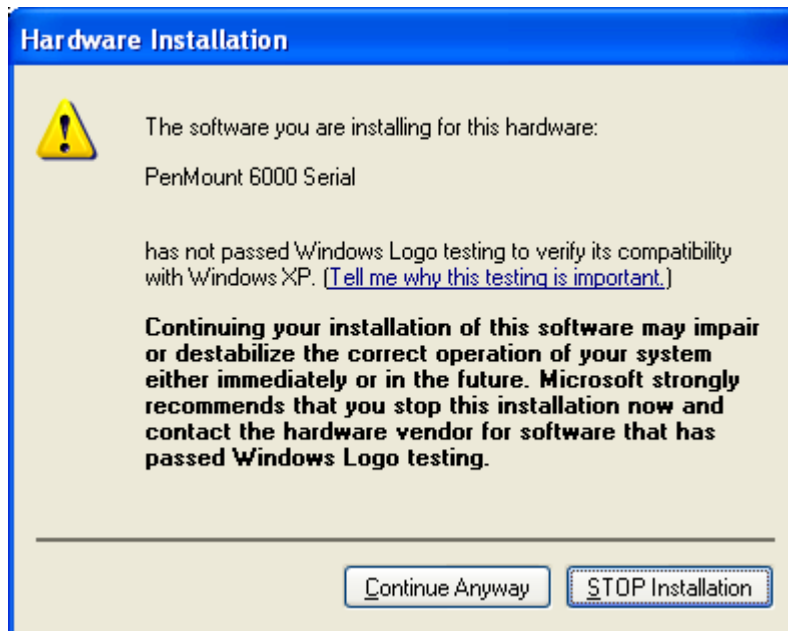 Hardware Installation
The software you are installing for this hardware:
PenMount 6000 Serial
has not passed Windows Logo testing to verify its compatibility
with Windows XP. (Tell me why this testing is important.)
Continuing your installation of this software may impair
or destabilize the correct operation of your system
either immediately or in the future. Microsoft strongly
recommends that you stop this installation now and
contact the hardware vendor for software that has
passed Windows Logo testing.
Continue Anyway STOP Installation